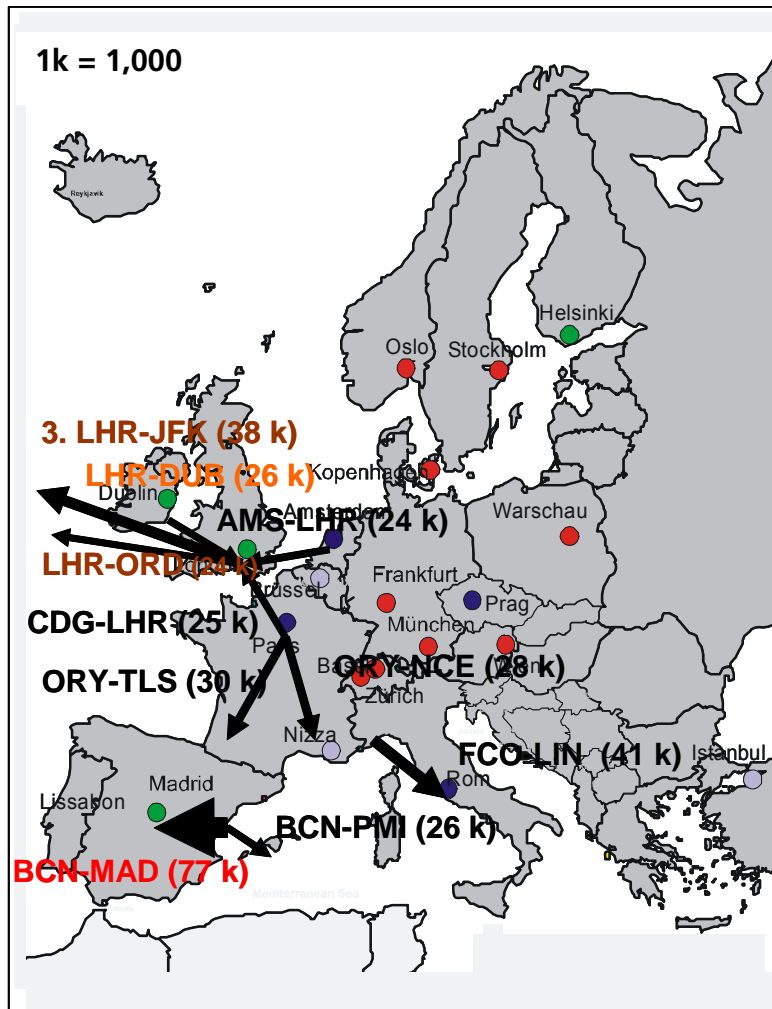 1k = 1,000
Reykjavik
Helsinki
Oslo
Stockholm
3. LHR-JFK (38 k)
LHR-DUB (26 k)
Kopenhagen
Dublin
Amsterdam
AMS-LHR (24 k)
Warschau
LHR-ORD (24 k)
Frankfurt
Brüssel
Prag
CDG-LHR (25 k)
München
Paris
ORY-NCE (28 k)
ORY-TLS (30 k)
Zürich
Nizza
FCO-LIN (41 k)
Istanbul
Rom
Madrid
Lissabon
BCN-PMI (26 k)
BCN-MAD (77 k)
Mediterranean Sea